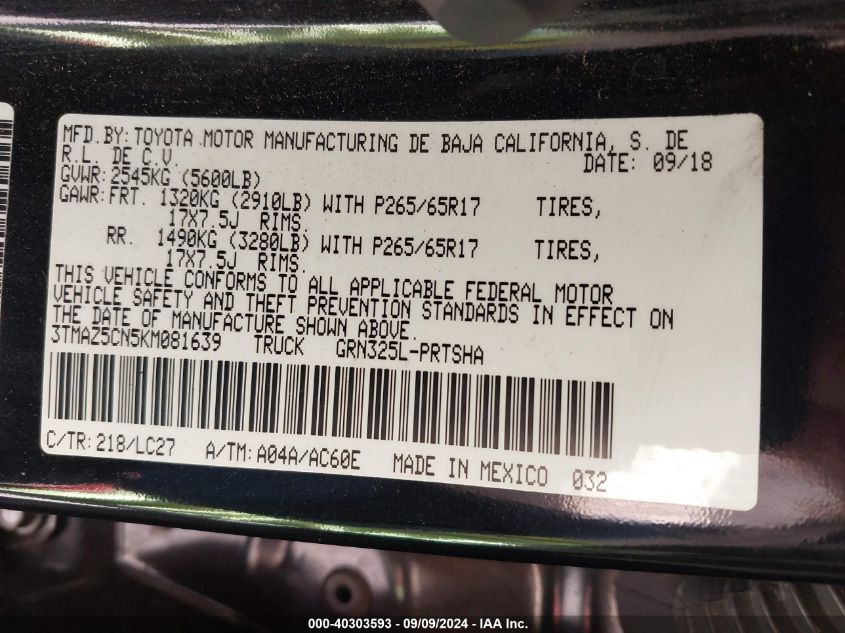 MFD.BY:TOYOTA MOTOR MANUFACTURING DE BAJA CALIFORNIA, S. DE
R.L. DE C.V. DATE: 09/18
GVWR:2545KG (5600LB)
GAWR:FRT. 1320KG (2910LB) WITH P265/65R17 TIRES,
17X7.5J RIMS.
RR. 1490KG (3280LB) WITH P265/65R17 TIRES,
17X7.5J RIMS.
THIS VEHICLE CONFORMS TO ALL APPLICABLE FEDERAL MOTOR
VEHICLE SAFETY AND THEFT PREVENTION STANDARDS IN EFFECT ON
THE DATE OF MANUFACTURE SHOWN ABOVE.
3TMAZ5CN5KM081639 TRUCK GRN325L-PRTSHA
C/TR:218/LC27 A/TM:A04A/AC60E MADE IN MEXICO 032
000-40303593 - 09/09/2024 - IAA Inc.